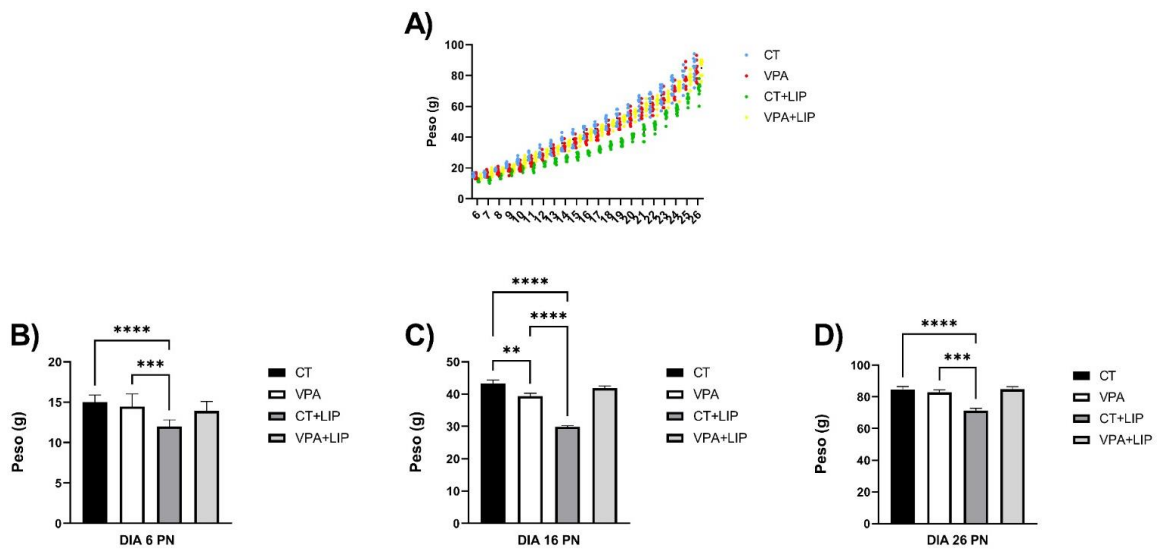 A)
Peso (g)
100
80
60
40
20
0
6 7 8 9 10 11 12 13 14 15 16 17 18 19 20 21 22 23 24 25 26
CT
VPA
CT+LIP
VPA+LIP
B)
Peso (g)
20
15
10
5
0
****
***
DIA 6 PN
CT
VPA
CT+LIP
VPA+LIP
C)
Peso (g)
50
40
30
20
10
0
****
****
**
DIA 16 PN
CT
VPA
CT+LIP
VPA+LIP
D)
Peso (g)
100
80
60
40
20
0
****
***
DIA 26 PN
CT
VPA
CT+LIP
VPA+LIP